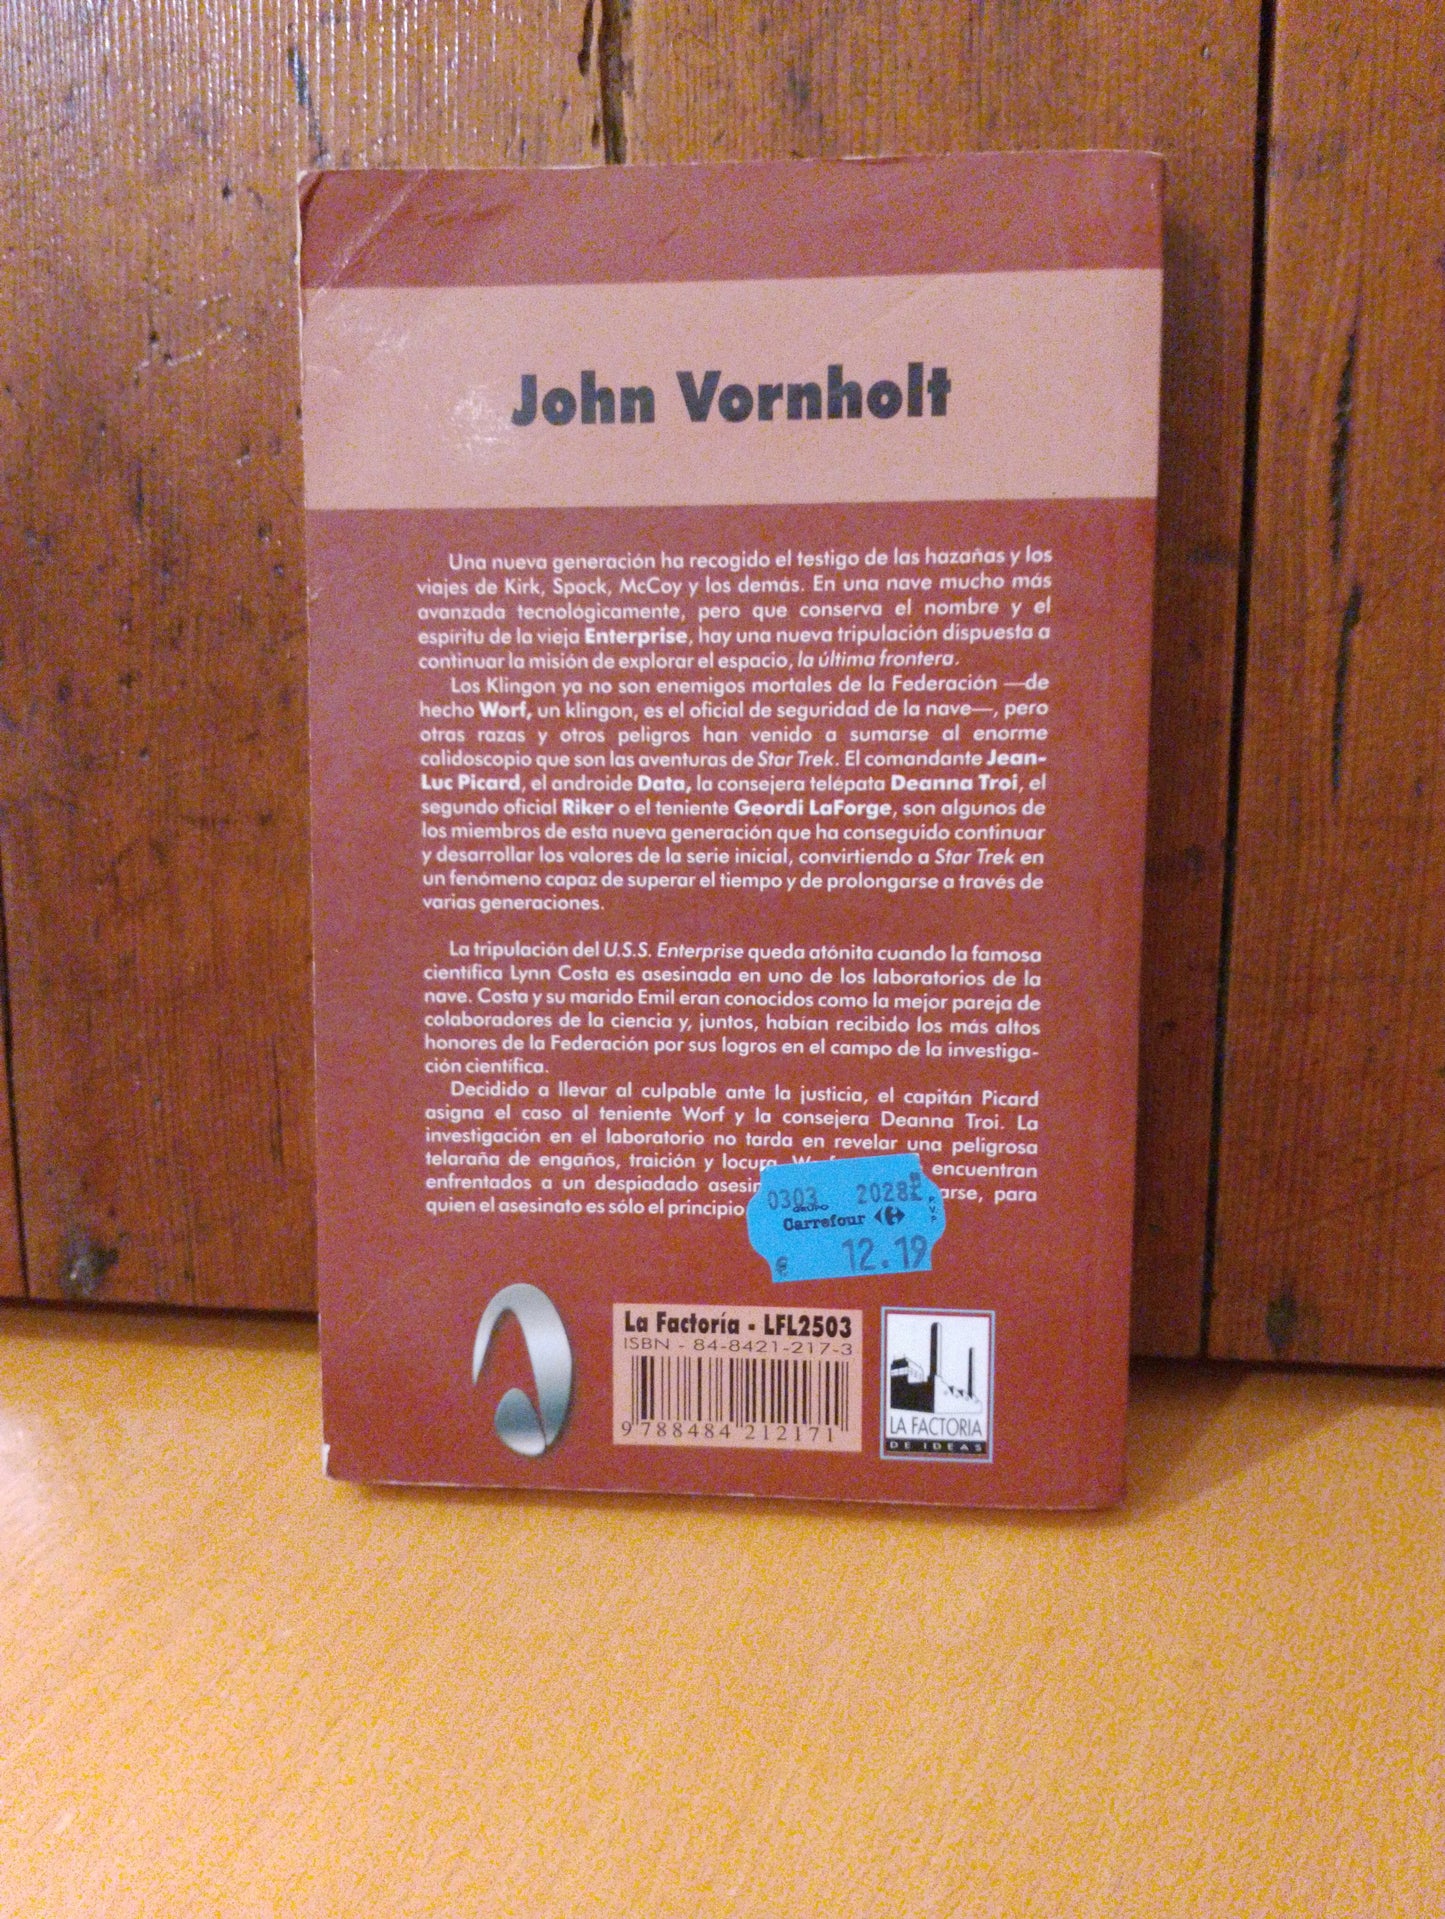 John Vornholt
Una nueva generación ha recogido el testigo de las hazañas y los
viajes de Kirk, Spock, McCoy y los demás. En una nave mucho más
avanzada tecnológicamente, pero que conserva el nombre y el
espíritu de la vieja Enterprise, hay una nueva tripulación dispuesta a
continuar la misión de explorar el espacio, la última frontera.
Los Klingon ya no son enemigos mortales de la Federación —de
hecho Worf, un klingon, es el oficial de seguridad de la nave—, pero
otras razas y otros peligros han venido a sumarse al enorme
calidoscopio que son las aventuras de Star Trek. El comandante Jean-
Luc Picard, el androide Data, la consejera telépata Deanna Troi, el
segundo oficial Riker o el teniente Geordi LaForge, son algunos de
los miembros de esta nueva generación que ha conseguido continuar
y desarrollar los valores de la serie inicial, convirtiendo a Star Trek en
un fenómeno capaz de superar el tiempo y de prolongarse a través de
varias generaciones.
La tripulación del U.S.S. Enterprise queda atónita cuando la famosa
científica Lynn Costa es asesinada en uno de los laboratorios de la
nave. Costa y su marido Emil eran conocidos como la mejor pareja de
colaboradores de la ciencia y, juntos, habían recibido los más altos
honores de la Federación por sus logros en el campo de la investiga-
ción científica.
Decidido a llevar al culpable ante la justicia, el capitán Picard
asigna el caso al teniente Worf y la consejera Deanna Troi. La
investigación en el laboratorio no tarda en revelar una peligrosa
telaraña de engaños, traición y encuentran
enfrentados a un despiadado para
quien el asesinato es sólo el principio
0303 2028
GRUPO
Carrefour
P.V.P.
€ 12.19
La Factoría - LFL2503
ISBN - 84-8421-217-3
9 788484 212171
LA FACTORIA
DE IDEAS